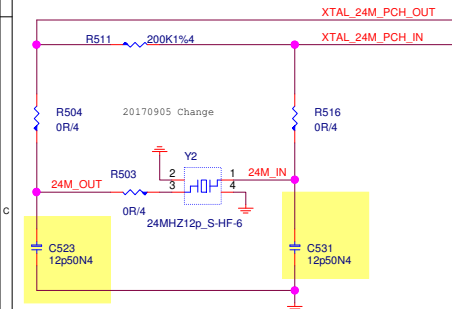 XTAL_24M_PCH_OUT
XTAL_24M_PCH_IN
R511 200K1%4
R504
0R/4
20170905 Change
R516
0R/4
Y2
R503
2 1
3 4
24M_OUT
24M_IN
0R/4
24MHZ12p_S-HF-6
C
C523
12p50N4
C531
12p50N4